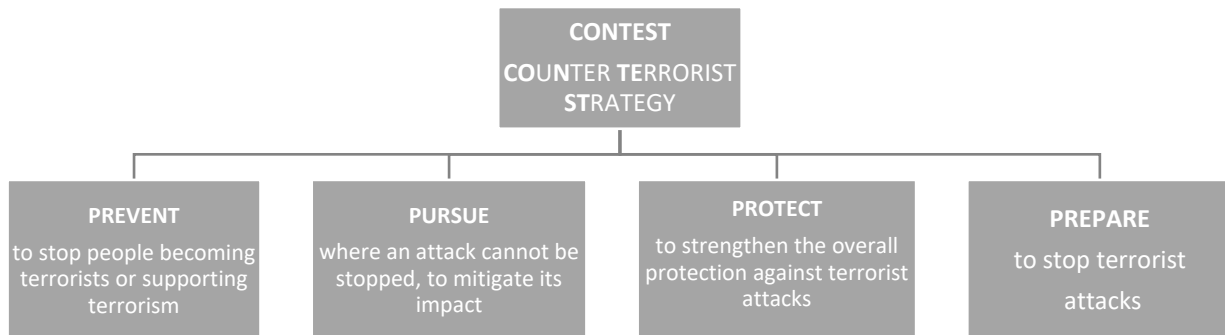 CONTEST
COUNTER TERRORIST
STRATEGY
PREVENT
to stop people becoming
terrorists or supporting
terrorism
PURSUE
where an attack cannot be
stopped, to mitigate its
impact
PROTECT
to strengthen the overall
protection against terrorist
attacks
PREPARE
to stop terrorist
attacks